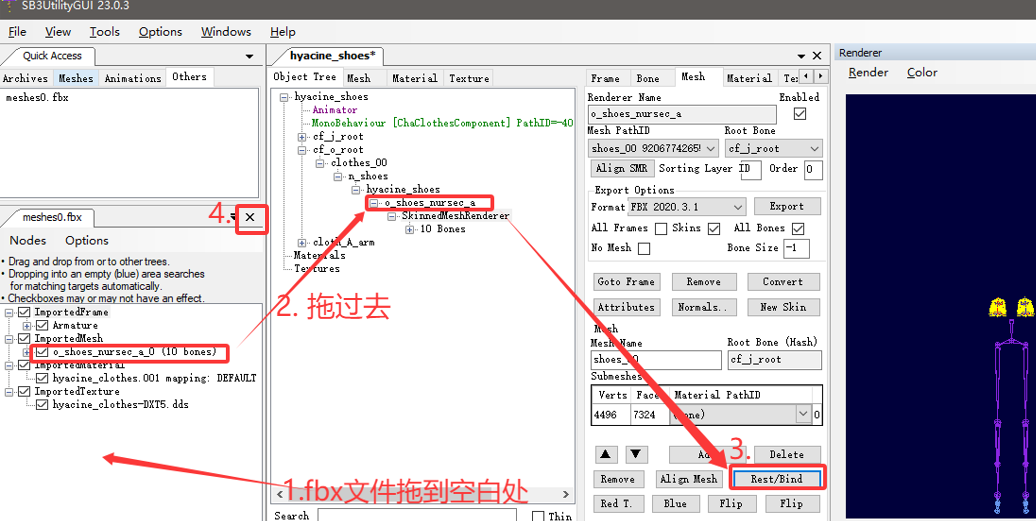 SB3UtilityGUI 23.0.3
File View Tools Options Windows Help
Quick Access
Archives Meshes Animations Others
meshes0.fbx
meshes0.fbx
4.
Nodes Options
• Drag and drop from or to other trees.
• Dropping into an empty (blue) area searches
for matching targets automatically.
• Checkboxes may or may not have an effect.
ImportedFrame
Armature
ImportedMesh
o_shoes_nursec_a_0 (10 bones)
ImportedMaterial
hyacine_clothes.001 mapping: DEFAULT
ImportedTexture
hyacine_clothes-DXT5.dds
1.fbx文件拖到空白处
2. 拖过去
hyacine_shoes*
Object Tree Mesh Material Texture
hyacine_shoes
Animator
MonoBehaviour [ChaClothesComponent] PathID=-40
cf_j_root
cf_o_root
clothes_00
n_shoes
hyacine_shoes
o_shoes_nursec_a
SkinnedMeshRenderer
10 Bones
cloth_A_arm
Materials
Textures
Search Thin
Frame Bone Mesh Material
Renderer Name Enabled
o_shoes_nursec_a
Mesh PathID Root Bone
shoes_00 9206774265 cf_j_root
Align SMR Sorting Layer ID Order 0
Export Options
Format FBX 2020.3.1 Export
All Frames Skins All Bones
No Mesh Bone Size -1
Goto Frame Remove Convert
Attributes Normals.. New Skin
Mesh
Mesh Name Root Bone (Hash)
shoes_00 cf_j_root
Submeshes
Verts Face Material PathID
4496 7324 (None) 0
3.
Delete
Remove Align Mesh Rest/Bind
Red T. Blue Flip Flip
Renderer
Render Color